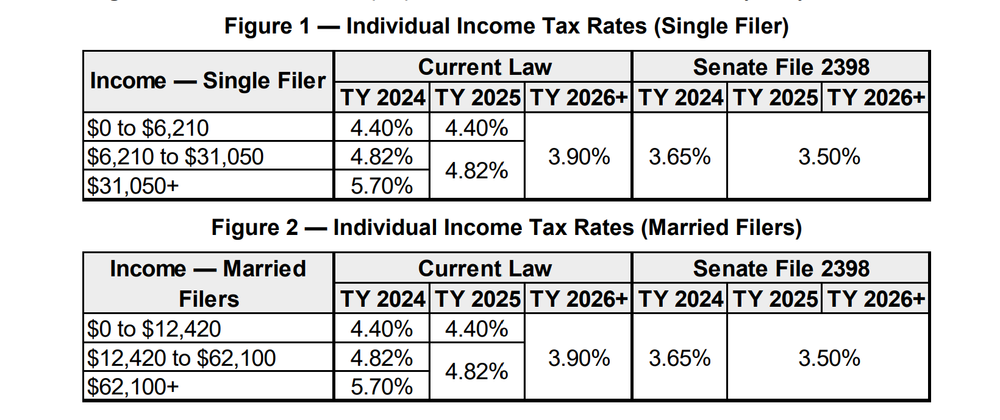 Figure 1 — Individual Income Tax Rates (Single Filer)
Income — Single Filer
Current Law
Senate File 2398
TY 2024 TY 2025 TY 2026+ TY 2024 TY 2025 TY 2026+
$0 to $6,210 4.40% 4.40%
$6,210 to $31,050 4.82% 4.82% 3.90% 3.65% 3.50%
$31,050+ 5.70%
Figure 2 — Individual Income Tax Rates (Married Filers)
Income — Married
Filers
Current Law
Senate File 2398
TY 2024 TY 2025 TY 2026+ TY 2024 TY 2025 TY 2026+
$0 to $12,420 4.40% 4.40%
$12,420 to $62,100 4.82% 4.82% 3.90% 3.65% 3.50%
$62,100+ 5.70%